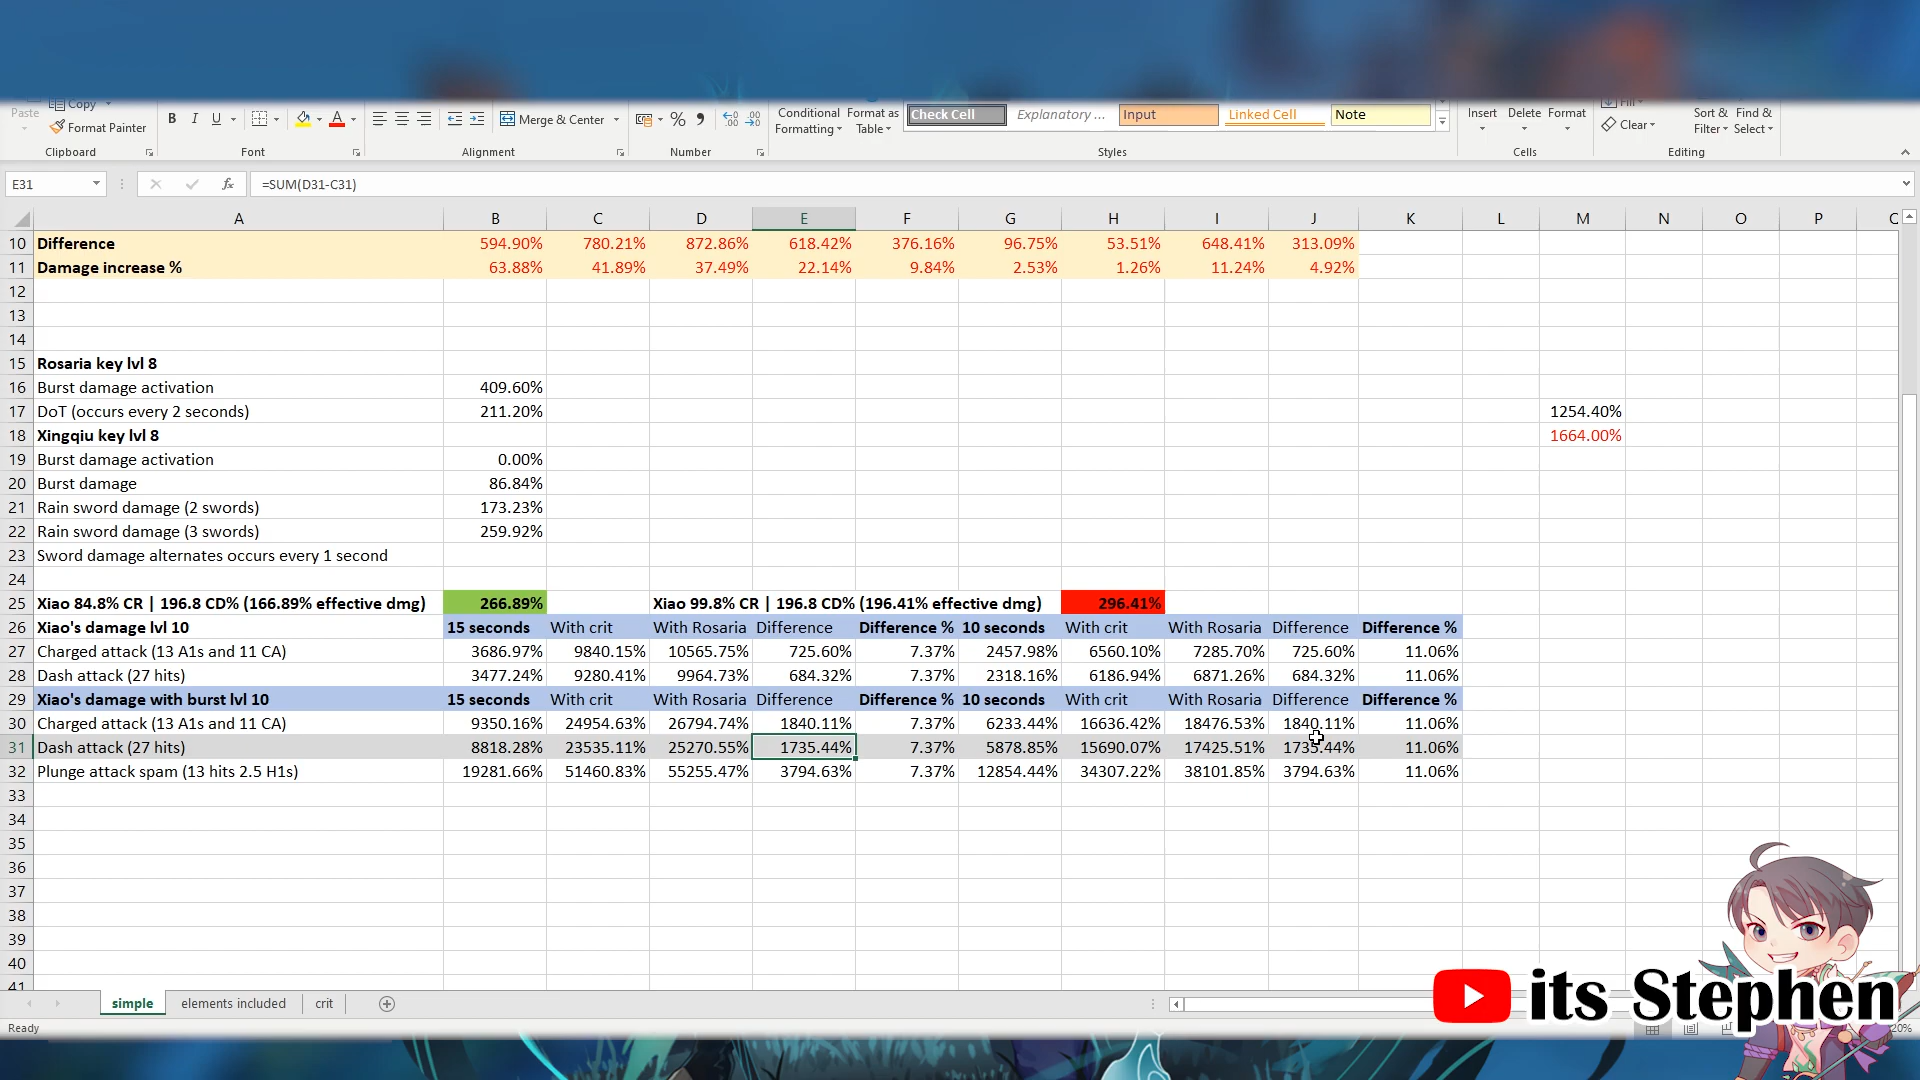 Paste Copy Format Painter
B I U
Merge & Center
% 9
Conditional Formatting Format as Table
Check Cell Explanatory ... Input Linked Cell Note
Insert Delete Format
Fill Clear
Sort & Filter Find & Select
Clipboard Font Alignment Number Styles Cells Editing
E31 fx =SUM(D31-C31)
A B C D E F G H I J K L M N O P
10 Difference 594.90% 780.21% 872.86% 618.42% 376.16% 96.75% 53.51% 648.41% 313.09%
11 Damage increase % 63.88% 41.89% 37.49% 22.14% 9.84% 2.53% 1.26% 11.24% 4.92%
12
13
14
15 Rosaria key lvl 8
16 Burst damage activation 409.60%
17 DoT (occurs every 2 seconds) 211.20% 1254.40%
18 Xingqiu key lvl 8 1664.00%
19 Burst damage activation 0.00%
20 Burst damage 86.84%
21 Rain sword damage (2 swords) 173.23%
22 Rain sword damage (3 swords) 259.92%
23 Sword damage alternates occurs every 1 second
24
25 Xiao 84.8% CR | 196.8 CD% (166.89% effective dmg) 266.89% Xiao 99.8% CR | 196.8 CD% (196.41% effective dmg) 296.41%
26 Xiao's damage lvl 10 15 seconds With crit With Rosaria Difference Difference % 10 seconds With crit With Rosaria Difference Difference %
27 Charged attack (13 A1s and 11 CA) 3686.97% 9840.15% 10565.75% 725.60% 7.37% 2457.98% 6560.10% 7285.70% 725.60% 11.06%
28 Dash attack (27 hits) 3477.24% 9280.41% 9964.73% 684.32% 7.37% 2318.16% 6186.94% 6871.26% 684.32% 11.06%
29 Xiao's damage with burst lvl 10 15 seconds With crit With Rosaria Difference Difference % 10 seconds With crit With Rosaria Difference Difference %
30 Charged attack (13 A1s and 11 CA) 9350.16% 24954.63% 26794.74% 1840.11% 7.37% 6233.44% 16636.42% 18476.53% 1840.11% 11.06%
31 Dash attack (27 hits) 8818.28% 23535.11% 25270.55% 1735.44% 7.37% 5878.85% 15690.07% 17425.51% 1735.44% 11.06%
32 Plunge attack spam (13 hits 2.5 H1s) 19281.66% 51460.83% 55255.47% 3794.63% 7.37% 12854.44% 34307.22% 38101.85% 3794.63% 11.06%
33
34
35
36
37
38
39
40
41
simple elements included crit
its Stephen
Ready